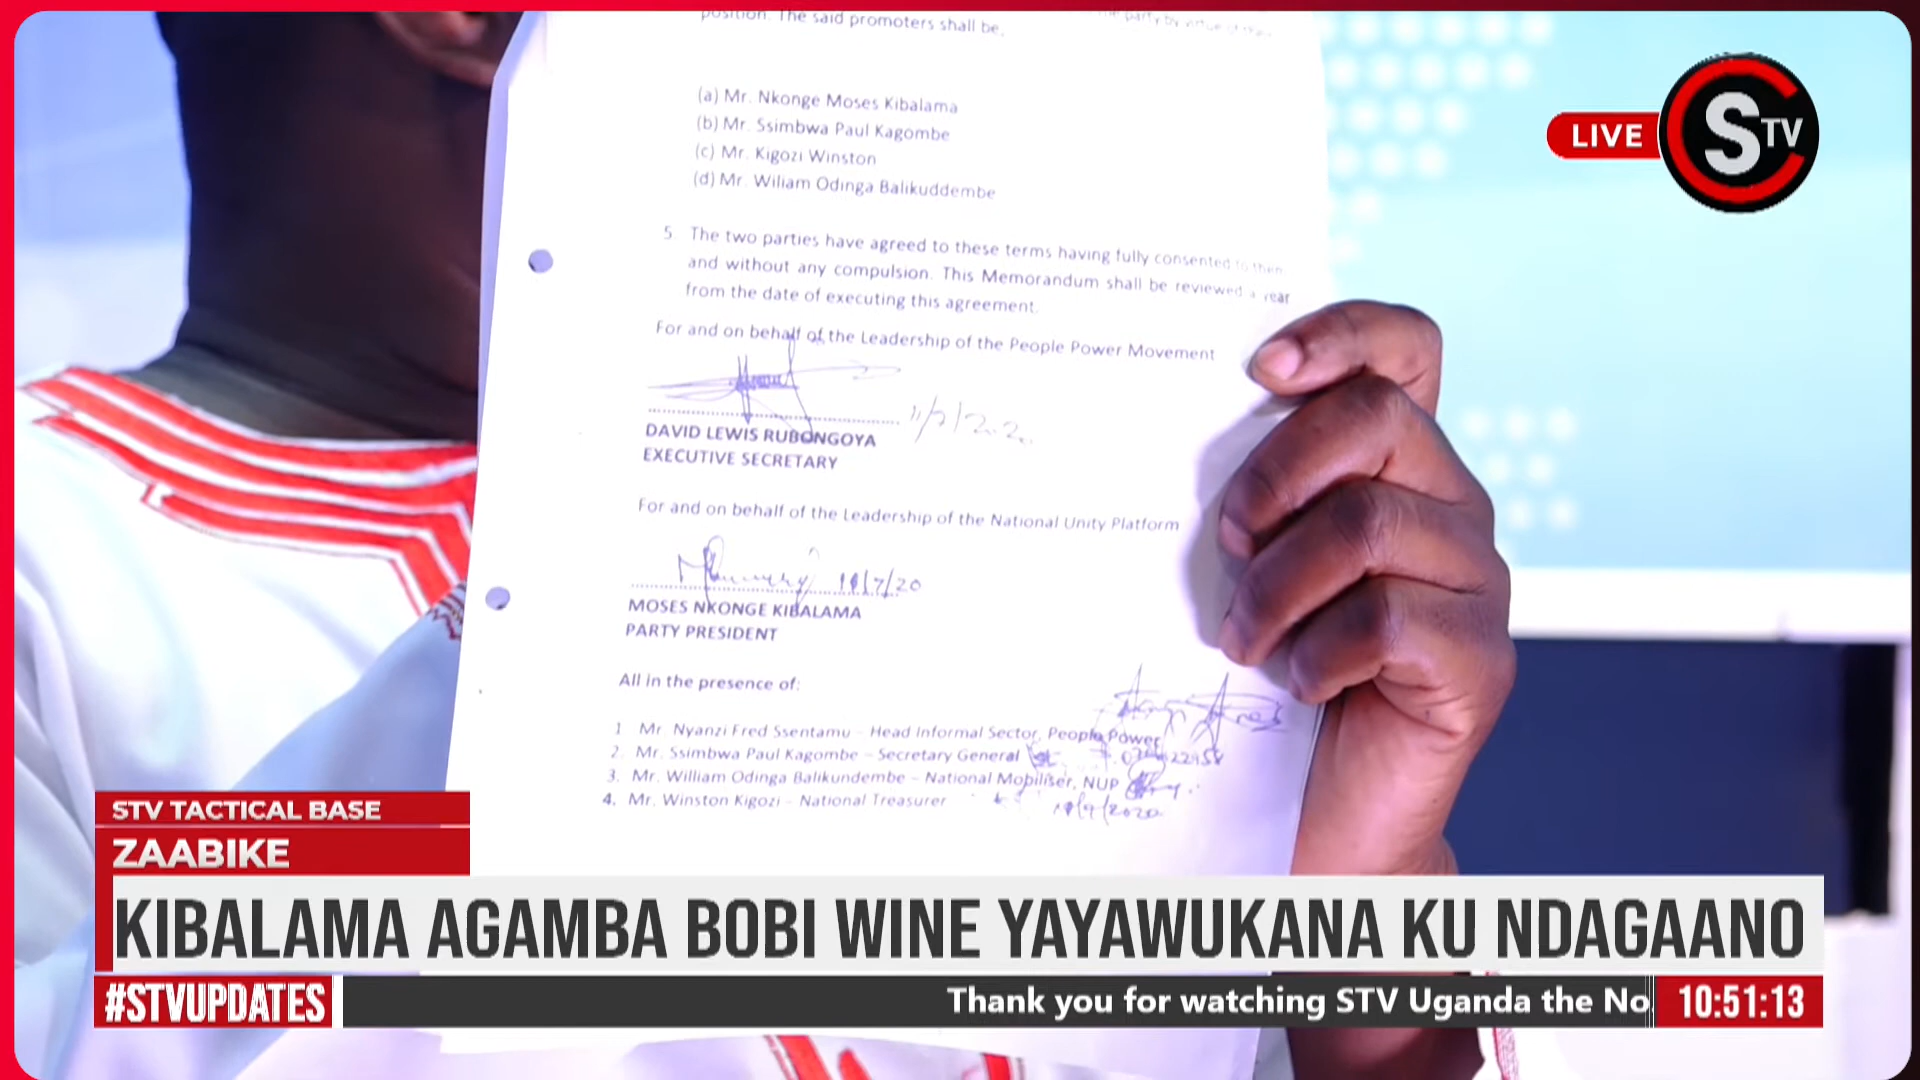 position. The said promoters shall be,
(a) Mr. Nkonge Moses Kibalama
(b) Mr. Ssimbwa Paul Kagombe
(c) Mr. Kigozi Winston
(d) Mr. Wiliam Odinga Balikuddembe
5. The two parties have agreed to these terms having fully consented to them
and without any compulsion. This Memorandum shall be reviewed a year
from the date of executing this agreement.
For and on behalf of the Leadership of the People Power Movement
DAVID LEWIS RUBONGOYA
EXECUTIVE SECRETARY
For and on behalf of the Leadership of the National Unity Platform
MOSES NKONGE KIBALAMA
PARTY PRESIDENT
All in the presence of:
1 Mr. Nyanzi Fred Ssentamu - Head Informal Sector, People Power
2. Mr. Ssimbwa Paul Kagombe – Secretary General
3. Mr. William Odinga Balikundembe – National Mobiliser, NUP
4. Mr. Winston Kigozi - National Treasurer
LIVE
STV
STV TACTICAL BASE
ZAABIKE
KIBALAMA AGAMBA BOBI WINE YAYAWUKANA KU NDAGAANO
#STVUPDATES
Thank you for watching STV Uganda the No
10:51:13